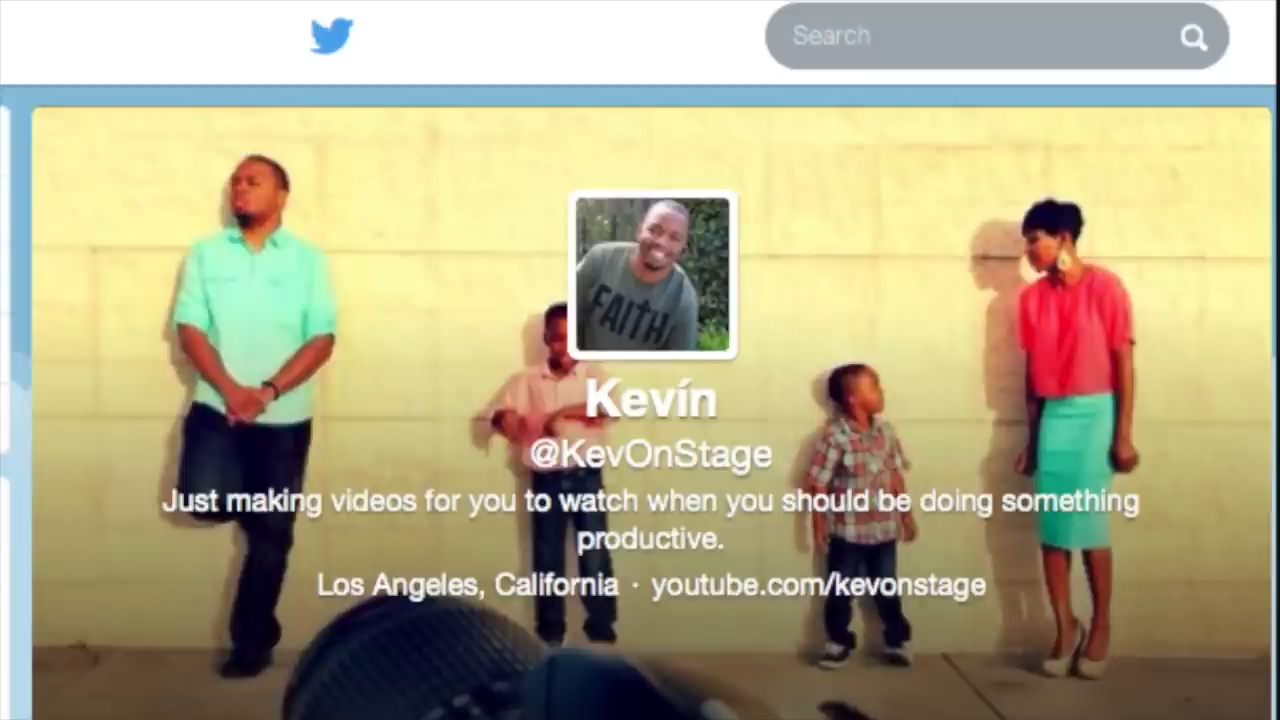 Search
FAITH
Kevín
@KevOnStage
Just making videos for you to watch when you should be doing something
productive.
Los Angeles, California · youtube.com/kevonstage